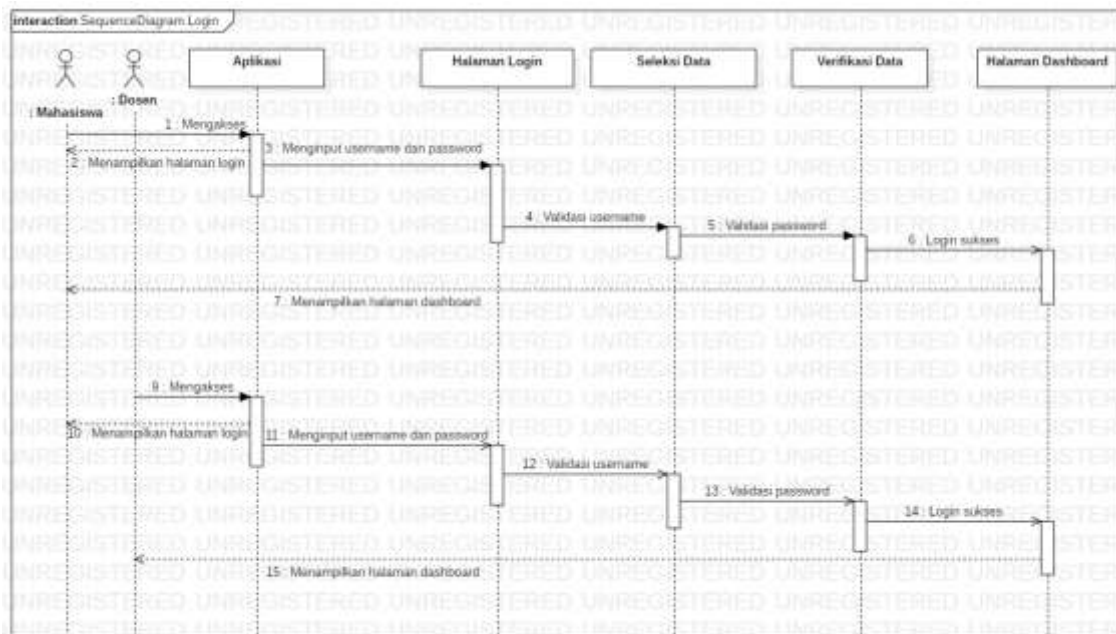 interaction SequenceDiagram Login
Aplikasi
Halaman Login
Seleksi Data
Verifikasi Data
Halaman Dashboard
: Dosen
: Mahasiswa
1 : Mengakses
3 : Menginput username dan password
2 : Menampilkan halaman login
4 : Validasi username
5 : Validasi password
6 : Login sukses
7 : Menampilkan halaman dashboard
9 : Mengakses
10 : Menampilkan halaman login
11 : Menginput username dan password
12 : Validasi username
13 : Validasi password
14 : Login sukses
15 : Menampilkan halaman dashboard
UNREGISTERED